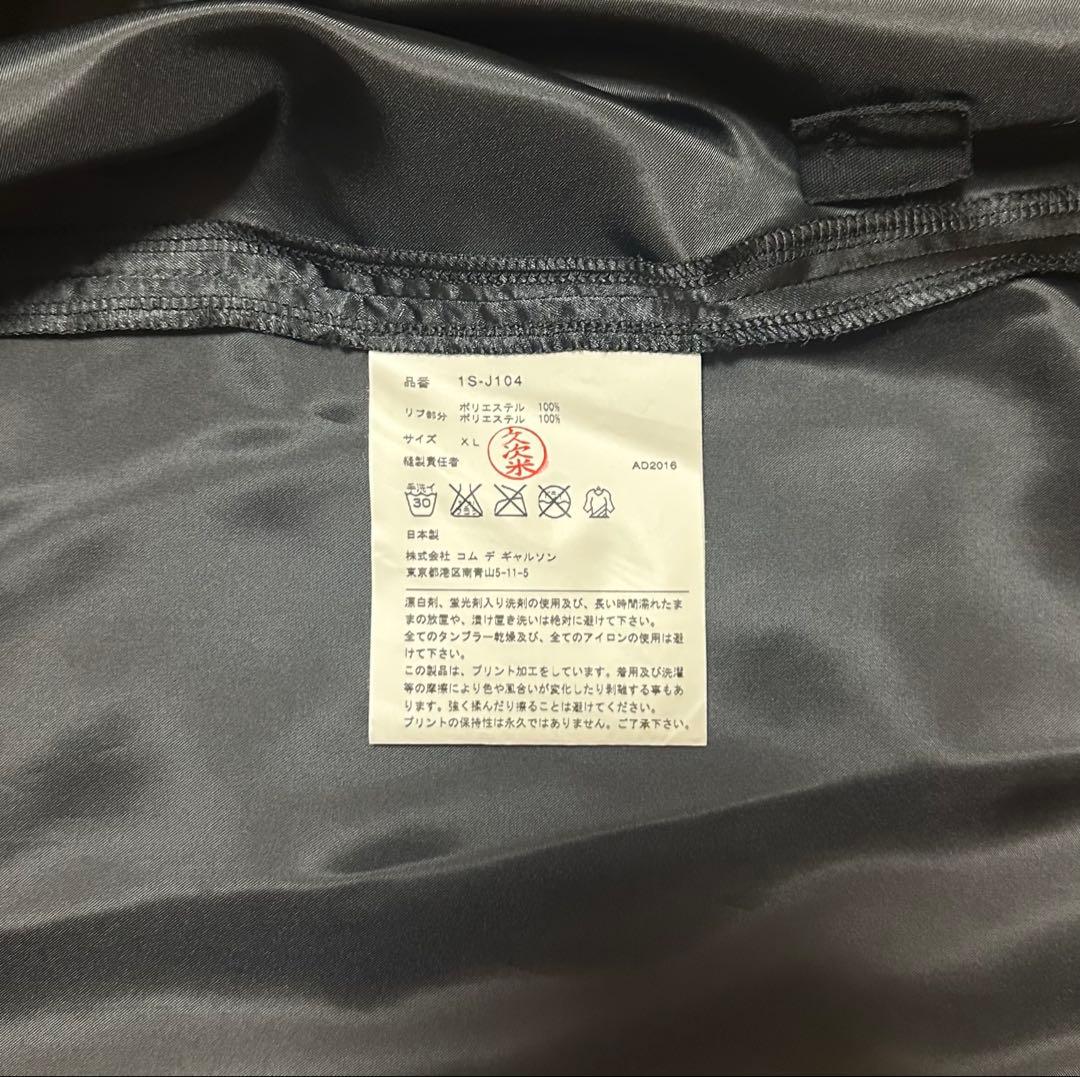 品番 1S-J104
ポリエステル 100%
リブ部分 ポリエステル 100%
サイズ XL
久次米
縫製責任者 AD2016
手洗イ
30
日本製
株式会社 コム デ ギャルソン
東京都港区南青山5-11-5
漂白剤、蛍光剤入り洗剤の使用及び、長い時間濡れたま
まの放置や、漬け置き洗いは絶対に避けて下さい。
全てのタンブラー乾燥及び、全てのアイロンの使用は避
けて下さい。
この製品は、プリント加工をしています。着用及び洗濯
等の摩擦により色や風合いが変化したり剥離する事もあ
ります。強く揉んだり擦ることは避けてください。
プリントの保持性は永久ではありません。ご了承下さい。